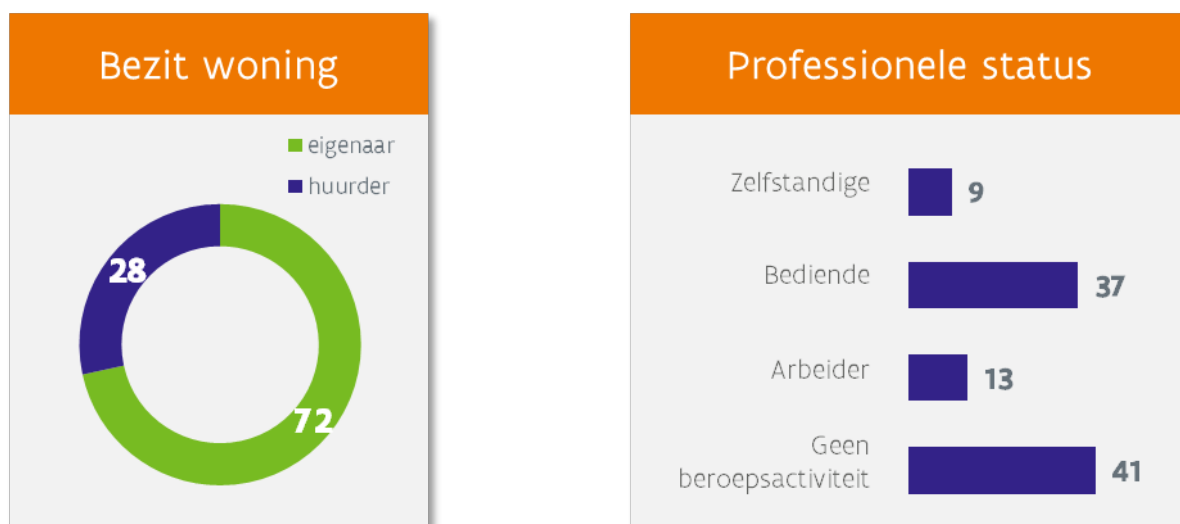 Bezit woning
eigenaar
huurder
28
72
Professionele status
Zelfstandige
9
Bediende
37
Arbeider
13
Geen
beroepsactiviteit
41